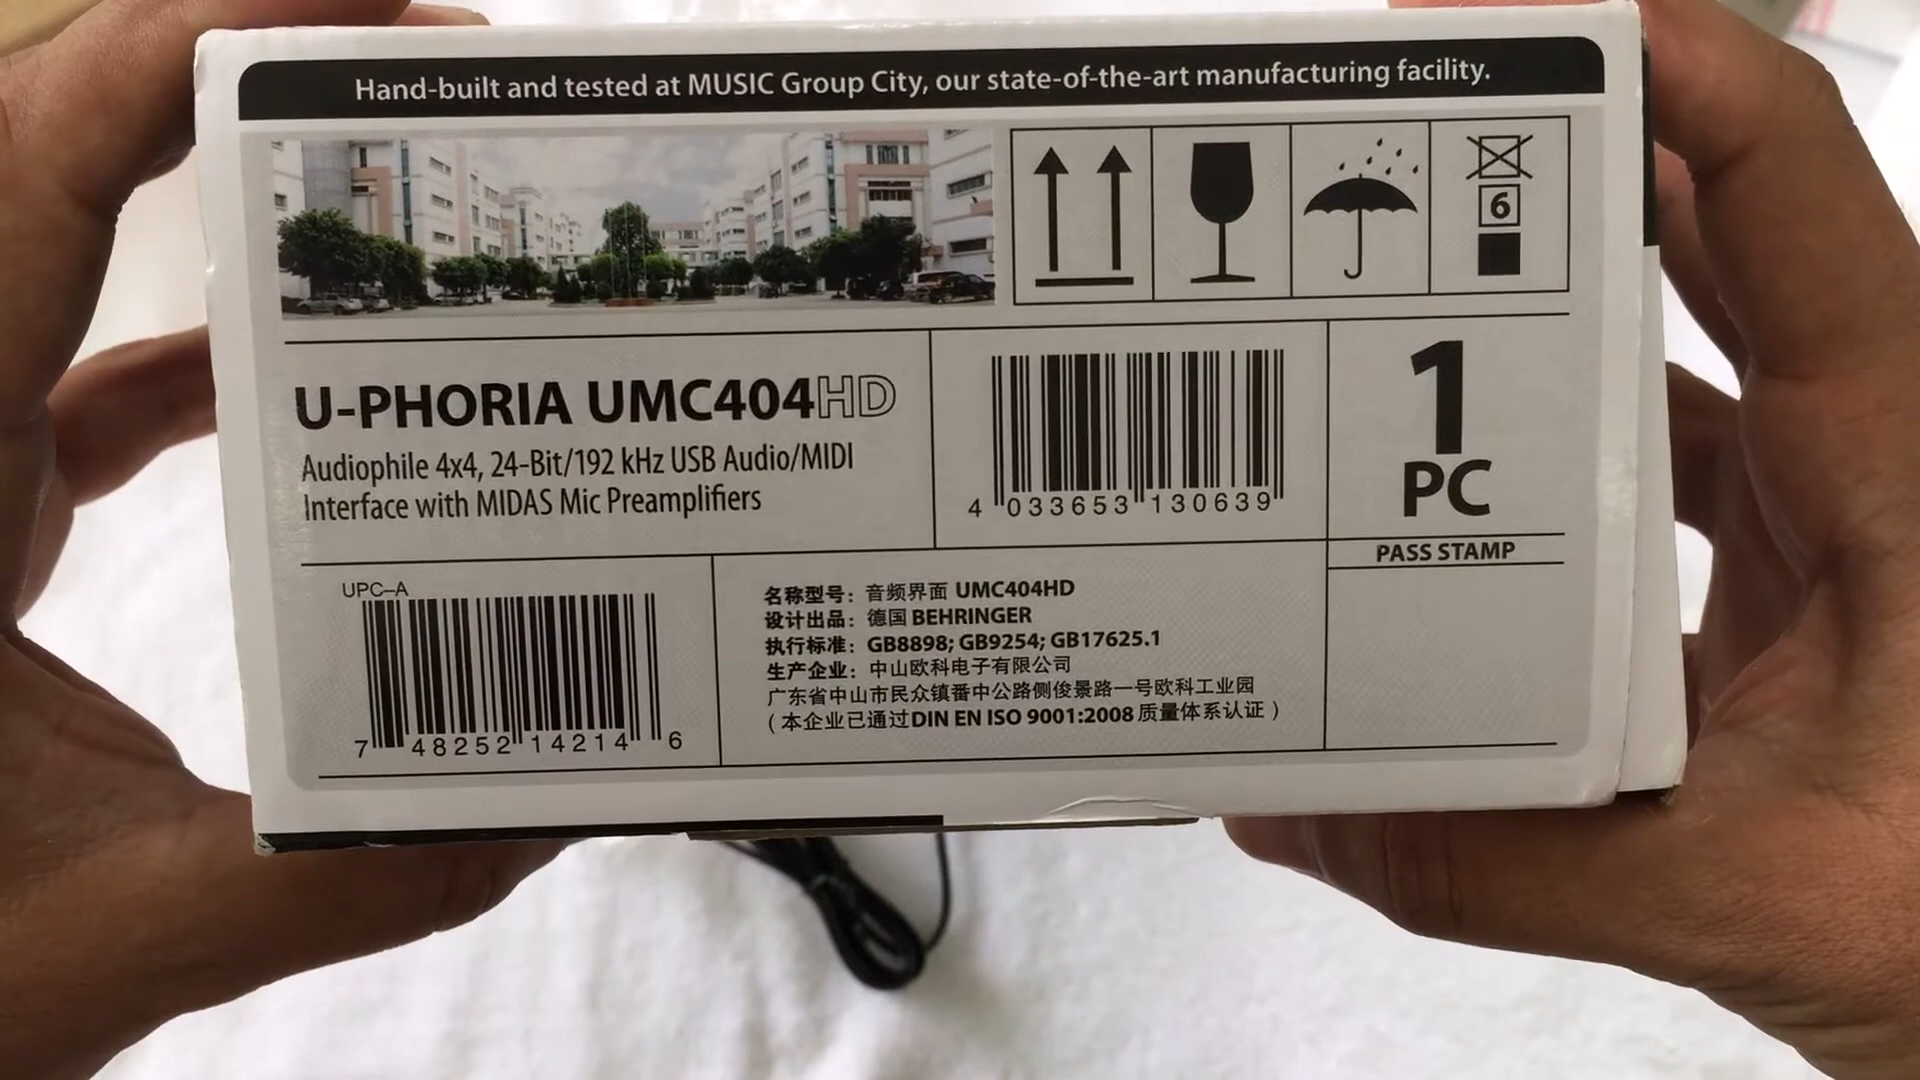 Hand-built and tested at MUSIC Group City, our state-of-the-art manufacturing facility.
6
U-PHORIA UMC404HD
Audiophile 4x4, 24-Bit/192 kHz USB Audio/MIDI
Interface with MIDAS Mic Preamplifiers
4 033653 130639
1
PC
PASS STAMP
UPC-A
7 48252 14214 6
名称型号：音频界面 UMC404HD
设计出品：德国 BEHRINGER
执行标准：GB8898; GB9254; GB17625.1
生产企业：中山欧科电子有限公司
广东省中山市民众镇番中公路侧俊景路一号欧科工业园
（本企业已通过DIN EN ISO 9001:2008 质量体系认证）